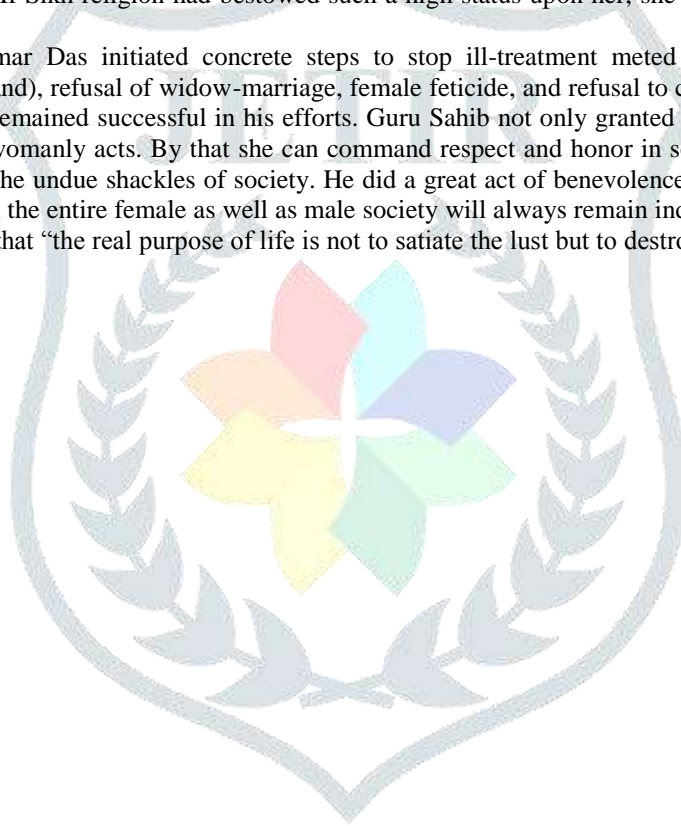 religion had bestowed such a high status upon her, she
mar Das initiated concrete steps to stop ill-treatment meted
and), refusal of widow-marriage, female feticide, and refusal to
emained successful in his efforts. Guru Sahib not only granted
womanly acts. By that she can command respect and honor in
he undue shackles of society. He did a great act of benevolence
the entire female as well as male society will always remain
that “the real purpose of life is not to satiate the lust but to
JETIR